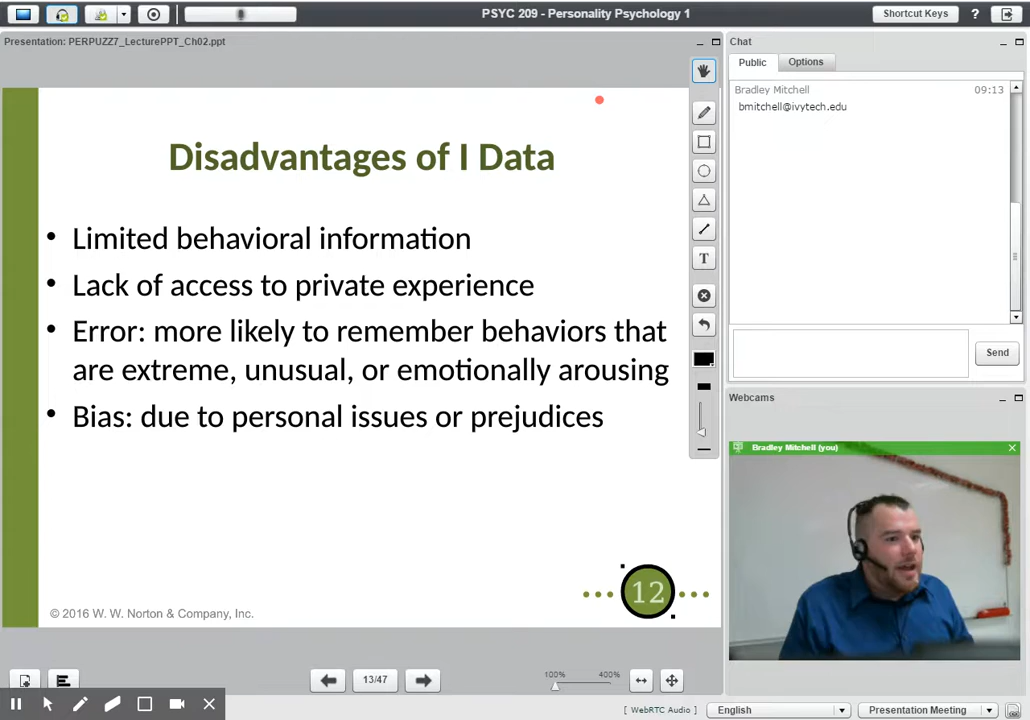 PSYC 209 - Personality Psychology 1
Shortcut Keys
?
Presentation: PERPUZZ7_LecturePPT_Ch02.ppt
Chat
Public
Options
Bradley Mitchell 09:13
bmitchell@ivytech.edu
Disadvantages of I Data
• Limited behavioral information
• Lack of access to private experience
• Error: more likely to remember behaviors that
are extreme, unusual, or emotionally arousing
• Bias: due to personal issues or prejudices
T
Send
Webcams
Bradley Mitchell (you)
12
© 2016 W. W. Norton & Company, Inc.
13/47
100%
400%
[ WebRTC Audio ]
English
Presentation Meeting